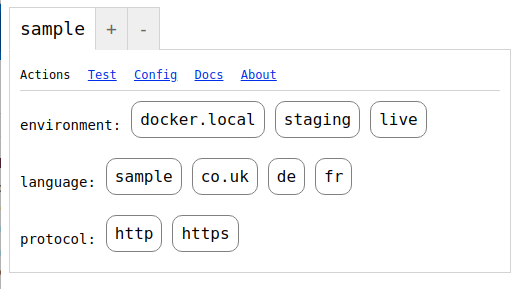 sample + -
Actions Test Config Docs About
environment: docker.local staging live
language: sample co.uk de fr
protocol: http https